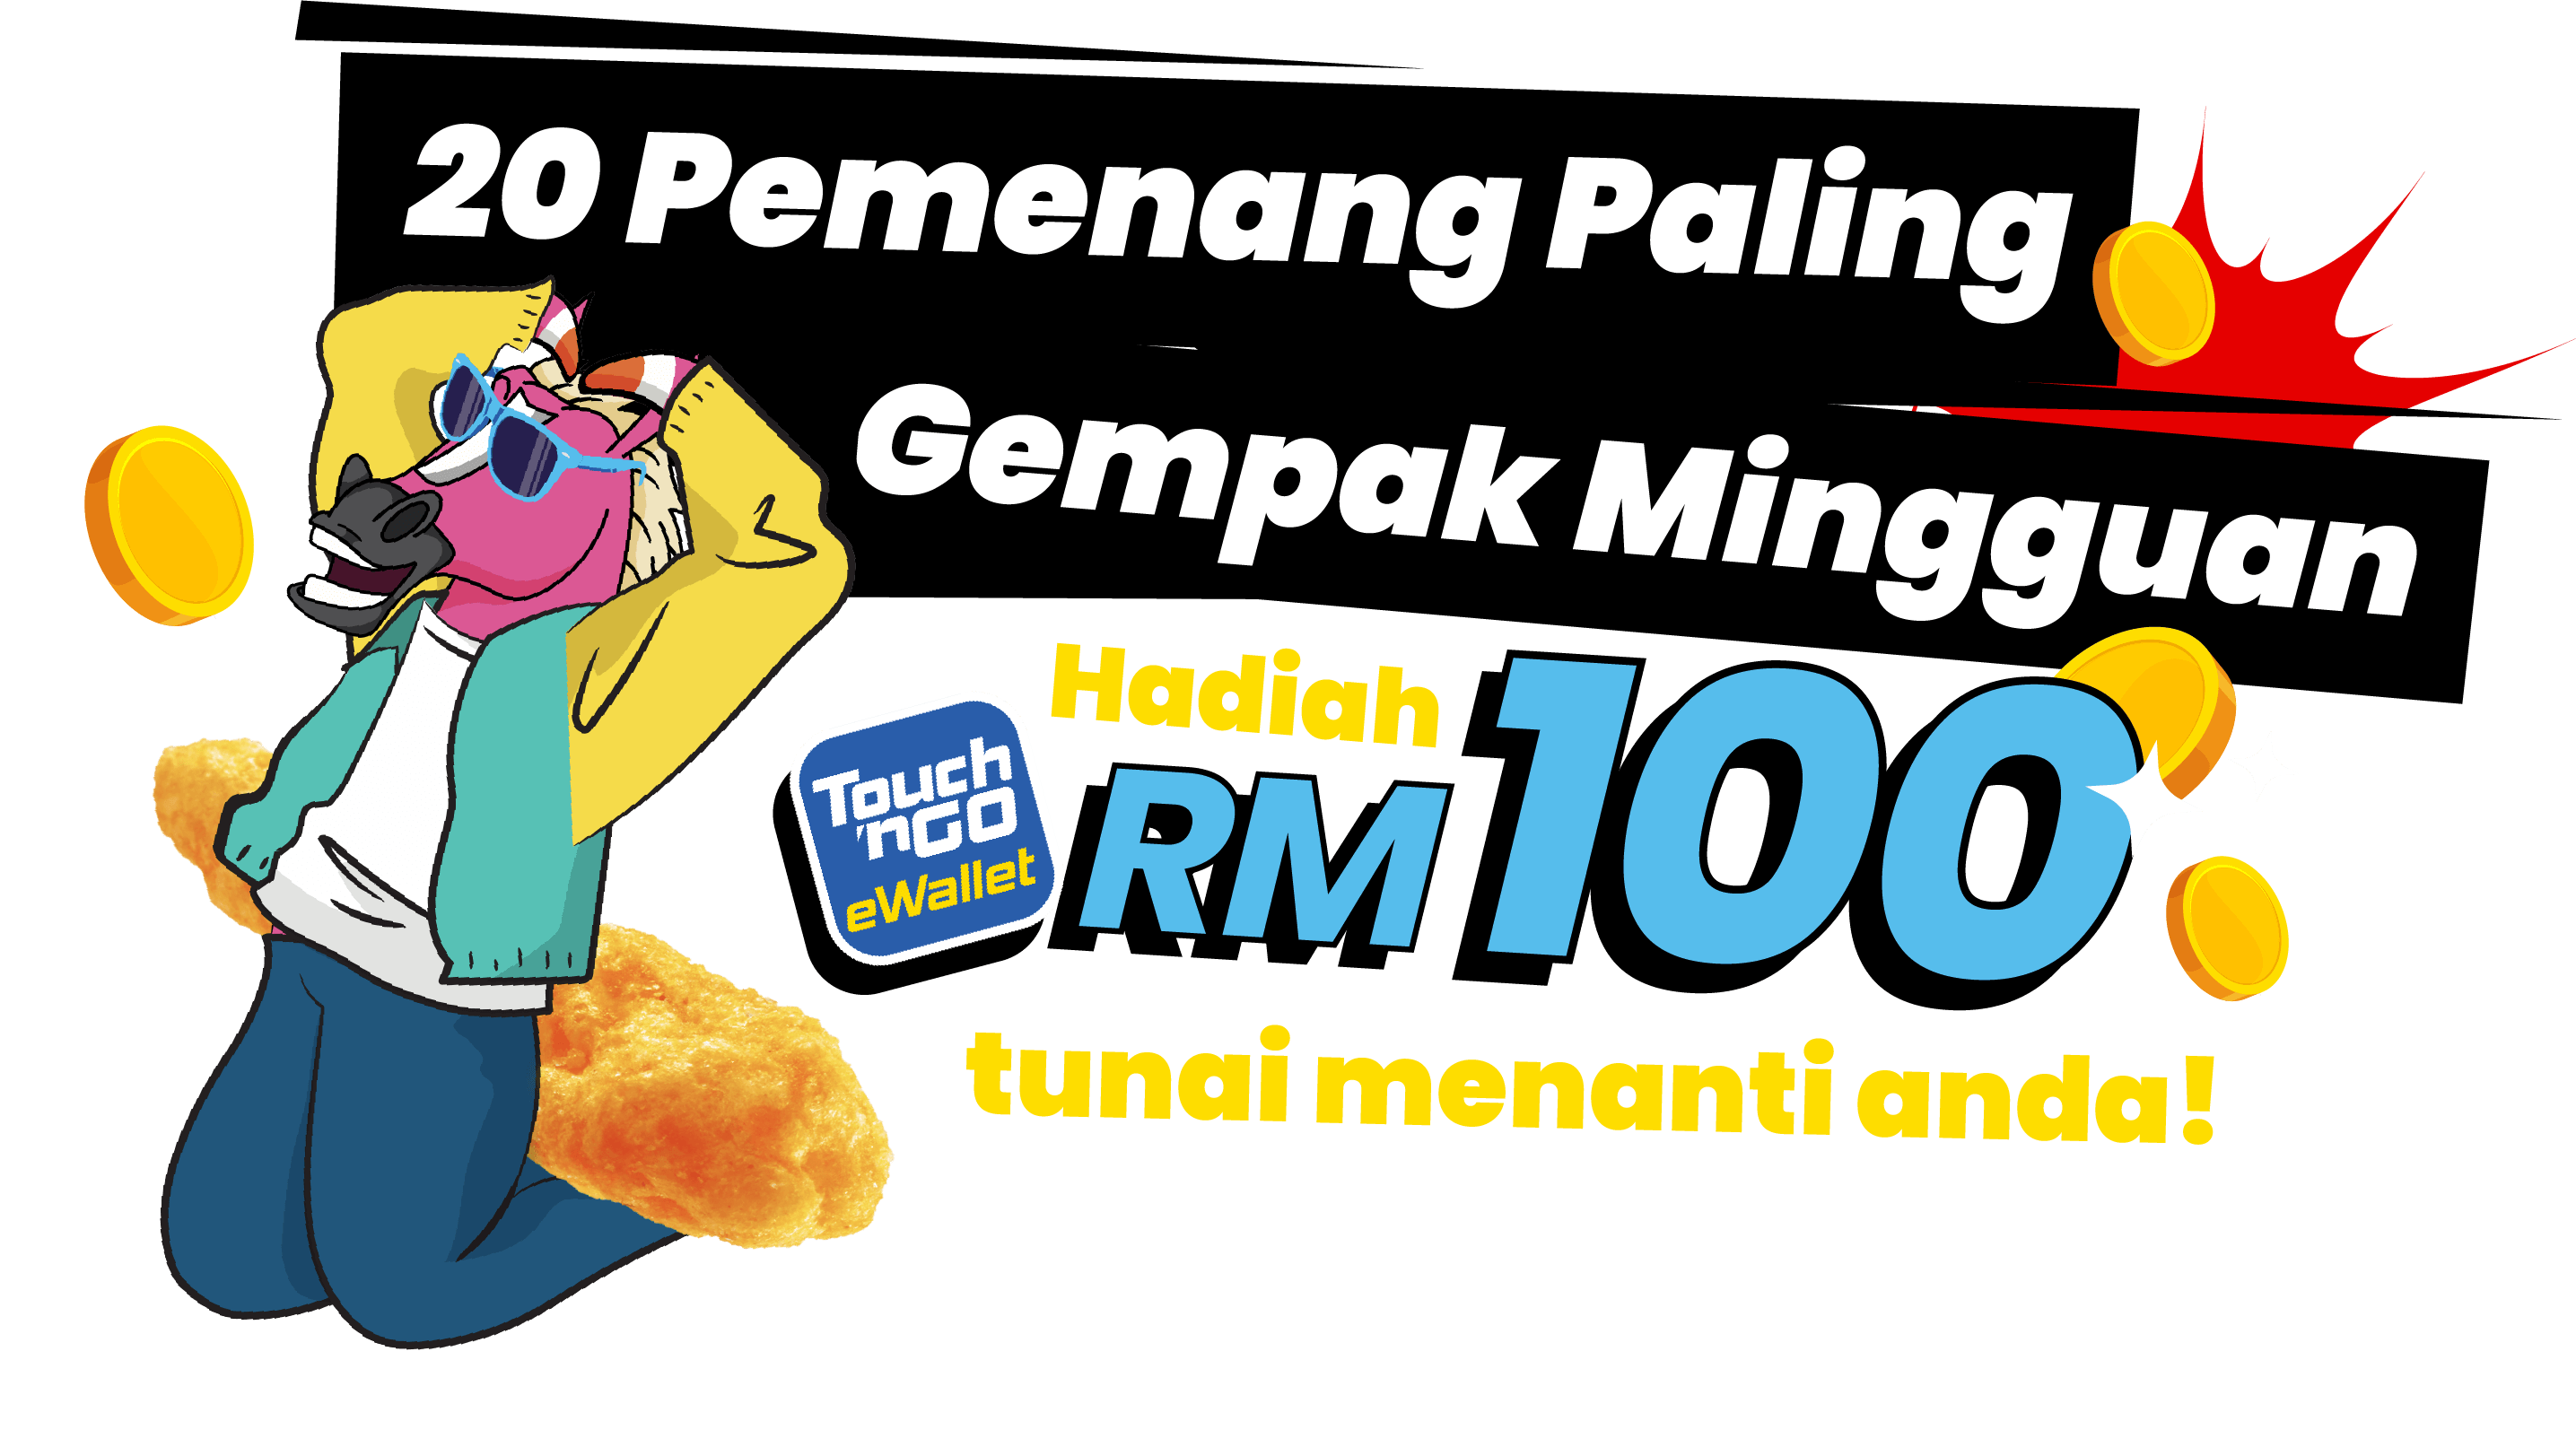 20 Pemenang Paling
Gempak Mingguan
Hadiah
Touch
'nGO
eWallet
RM100
tunai menanti anda!